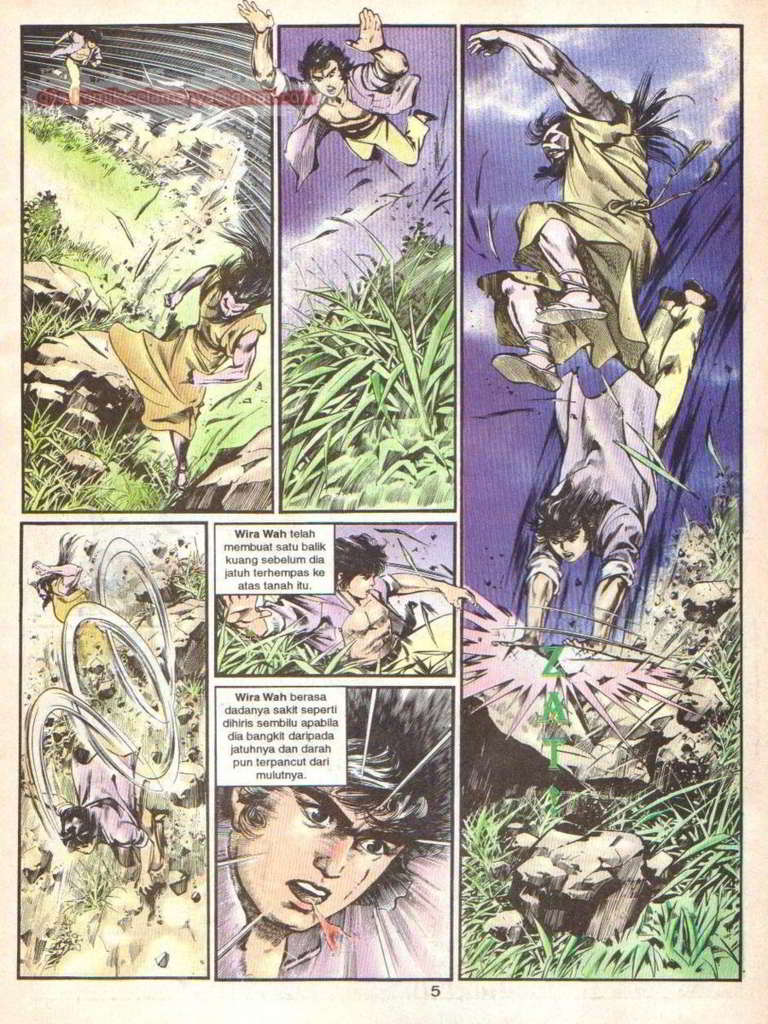 Wira Wah telah
membuat satu balik
kuang sebelum dia
jatuh terhempas ke
atas tanah itu.
Wira Wah berasa
dadanya sakit seperti
dihiris sembilu apabila
dia bangkit daripada
jatuhnya dan darah
pun terpancut dari
mulutnya.
ZAT!
5